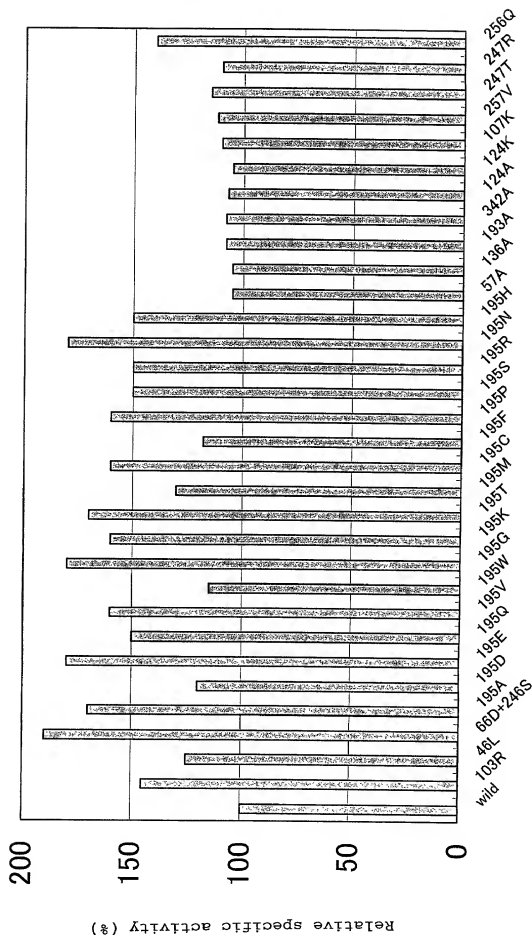 Relative specific activity (%)
200
150
100
50
0
wild
103R
46L
66D+246S
195A
195D
195E
195Q
195V
195W
195G
195K
195T
195M
195C
195F
195P
195S
195R
195N
195H
57A
136A
193A
342A
124A
124K
107K
257V
247T
247R
256Q